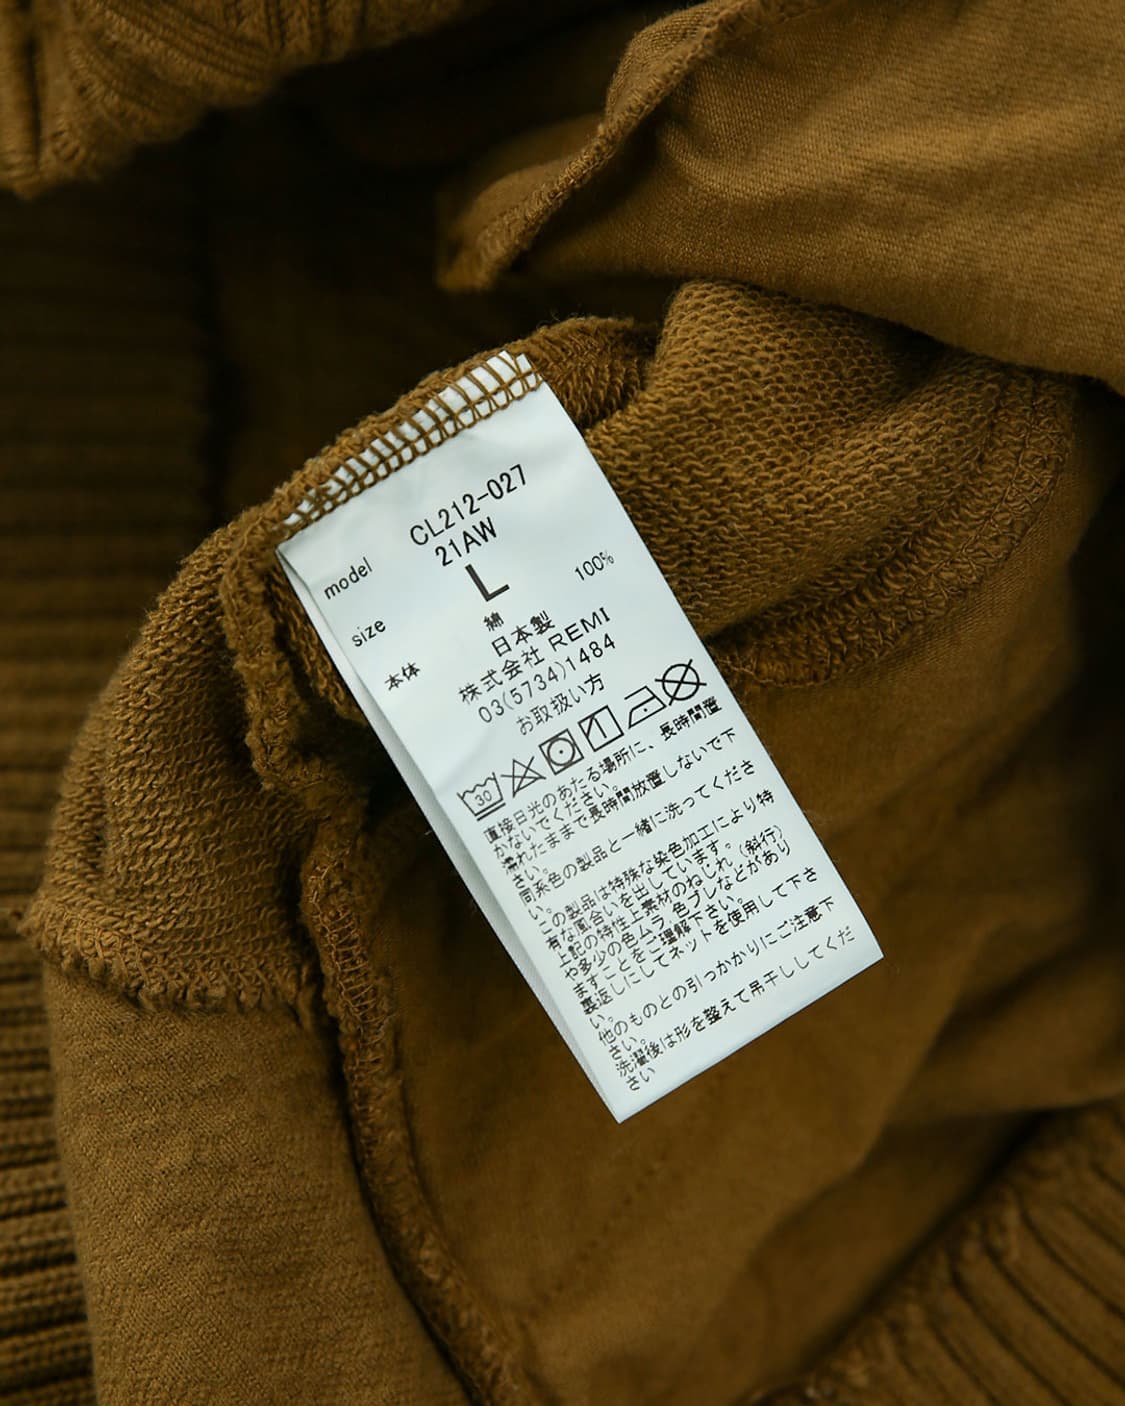 model CL212-027
21AW
size L
本体 綿 100%
日本製
株式会社 REMI
03(5734)1484
お取扱い方
30
直接日光のあたる場所に、長時間置
かないでください。
濡れたままで長時間放置しないで下
さい。
同系色の製品と一緒に洗ってくださ
い。
この製品は特殊な染色加工により特
有な風合いを出しています。
上記の特性上素材のねじれ（斜行）
や多少の色ムラ、色ブレなどがあり
ますことをご理解下さい。
裏返しにしてネットを使用して下さ
い。
他のものとの引っかかりにご注意下
さい。
洗濯後は形を整えて吊干ししてくだ
さい